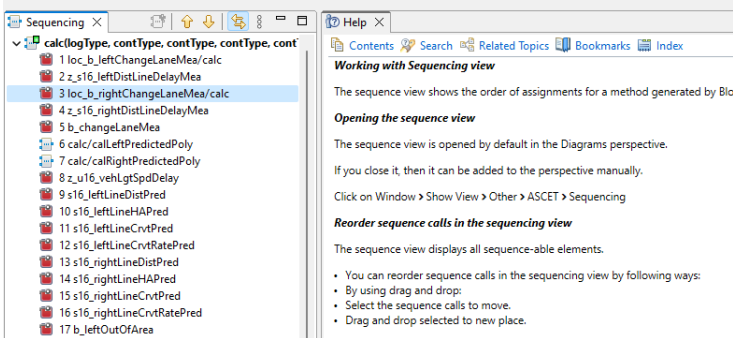 Sequencing
calc(logType, contType, contType, contType, cont
1 loc_b_leftChangeLaneMea/calc
2 z_s16_leftDistLineDelayMea
3 loc_b_rightChangeLaneMea/calc
4 z_s16_rightDistLineDelayMea
5 b_changeLaneMea
6 calc/calLeftPredictedPoly
7 calc/calRightPredictedPoly
8 z_u16_vehLgtSpdDelay
9 s16_leftLineDistPred
10 s16_leftLineHAPred
11 s16_leftLineCrvtPred
12 s16_leftLineCrvtRatePred
13 s16_rightLineDistPred
14 s16_rightLineHAPred
15 s16_rightLineCrvtPred
16 s16_rightLineCrvtRatePred
17 b_leftOutOfArea
Help
Contents Search Related Topics Bookmarks Index
Working with Sequencing view
The sequence view shows the order of assignments for a method generated by Blo
Opening the sequence view
The sequence view is opened by default in the Diagrams perspective.
If you close it, then it can be added to the perspective manually.
Click on Window > Show View > Other > ASCET > Sequencing
Reorder sequence calls in the sequencing view
The sequence view displays all sequence-able elements.
• You can reorder sequence calls in the sequencing view by following ways:
• By using drag and drop:
• Select the sequence calls to move.
• Drag and drop selected to new place.